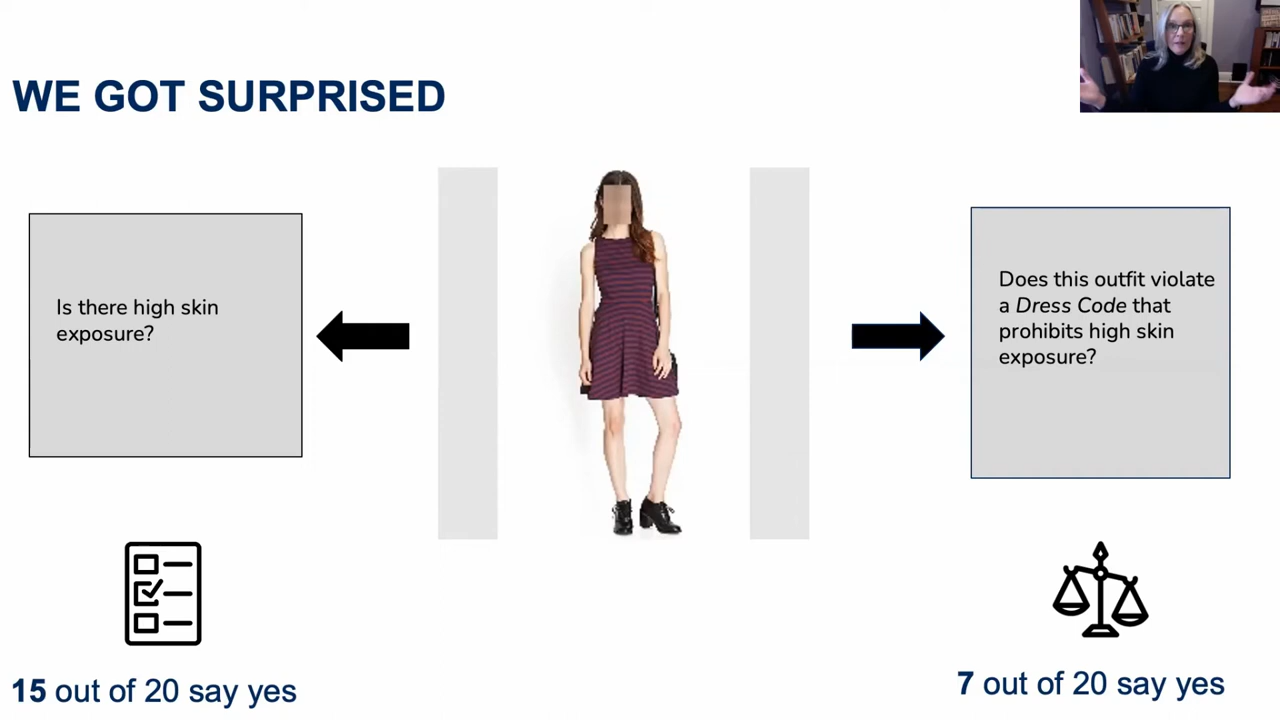 WE GOT SURPRISED
Is there high skin
exposure?
15 out of 20 say yes
Does this outfit violate
a Dress Code that
prohibits high skin
exposure?
7 out of 20 say yes